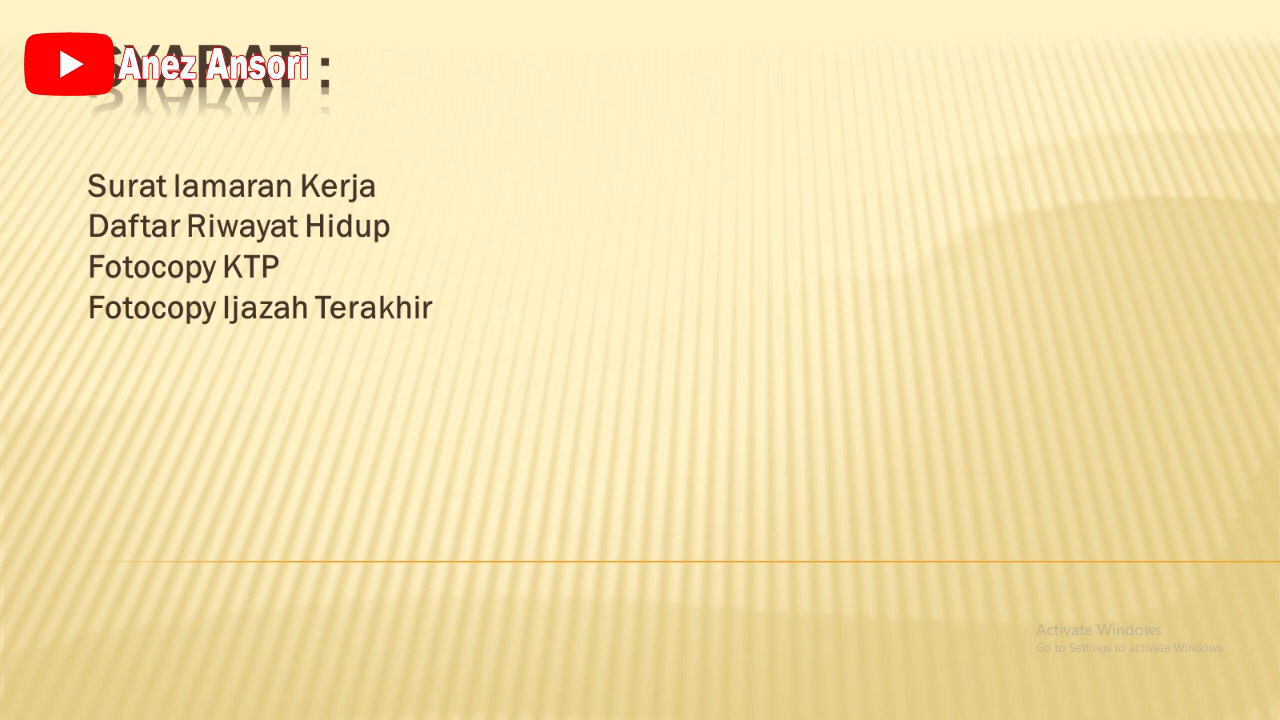 SYARAT :
Anez Ansori
Surat lamaran Kerja
Daftar Riwayat Hidup
Fotocopy KTP
Fotocopy Ijazah Terakhir
Activate Windows
Go to Settings to activate Windows.